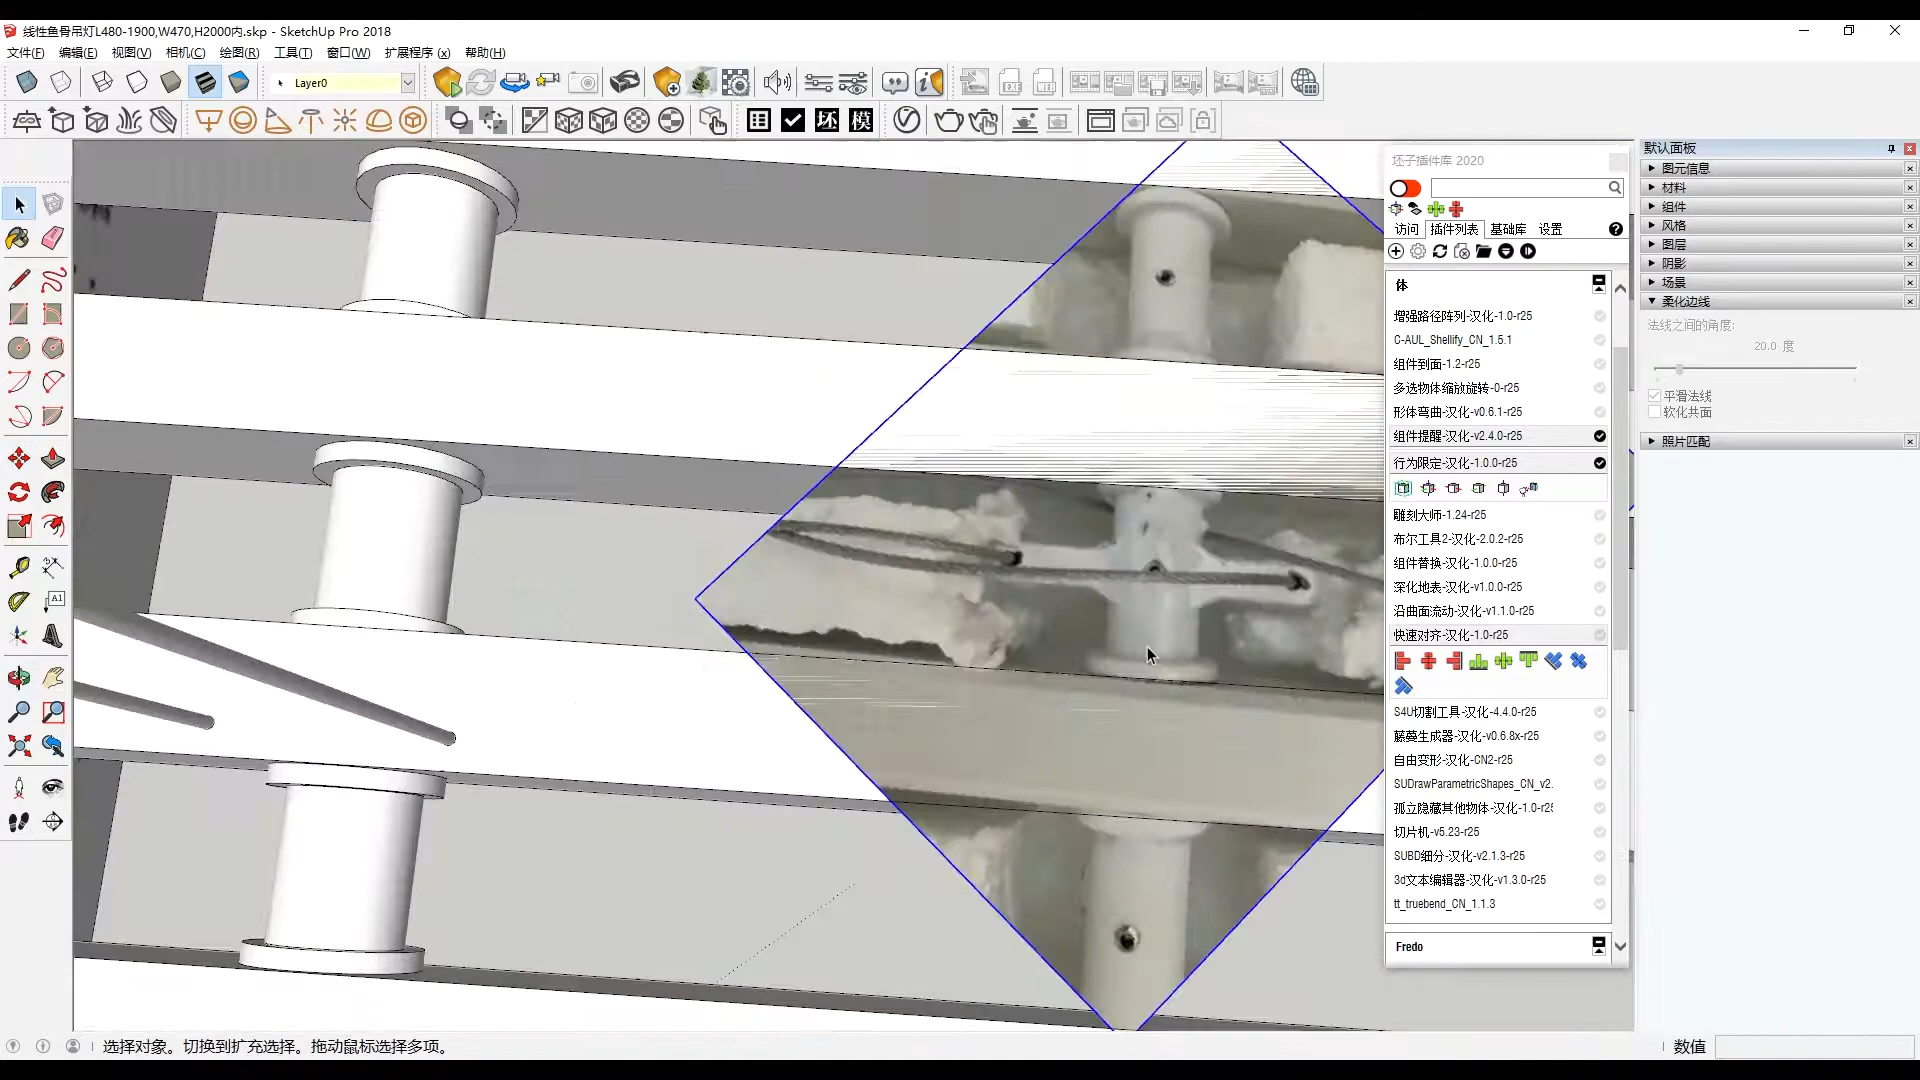 线性鱼骨吊灯L480-1900,W470,H2000内.skp - SketchUp Pro 2018
文件(F) 编辑(E) 视图(V) 相机(C) 绘图(R) 工具(T) 窗口(W) 扩展程序 (x) 帮助(H)
Layer0
坯 模
A1
坯子插件库 2020
访问 插件列表 基础库 设置
体
增强路径阵列-汉化-1.0-r25
C-AUL_Shellify_CN_1.5.1
组件到面-1.2-r25
多选物体缩放旋转-0-r25
形体弯曲-汉化-v0.6.1-r25
组件提醒-汉化-v2.4.0-r25
行为限定-汉化-1.0.0-r25
雕刻大师-1.24-r25
布尔工具2-汉化-2.0.2-r25
组件替换-汉化-1.0.0-r25
深化地表-汉化-v1.0.0-r25
沿曲面流动-汉化-v1.1.0-r25
快速对齐-汉化-1.0-r25
S4U切割工具-汉化-4.4.0-r25
藤蔓生成器-汉化-v0.6.8x-r25
自由变形-汉化-CN2-r25
SUDrawParametricShapes_CN_v2.
孤立隐藏其他物体-汉化-1.0-r25
切片机-v5.23-r25
SUBD细分-汉化-v2.1.3-r25
3d文本编辑器-汉化-v1.3.0-r25
tt_truebend_CN_1.1.3
Fredo
默认面板
图元信息
材料
组件
风格
图层
阴影
场景
柔化边线
法线之间的角度:
20.0 度
平滑法线
软化共面
照片匹配
选择对象。切换到扩充选择。拖动鼠标选择多项。
数值